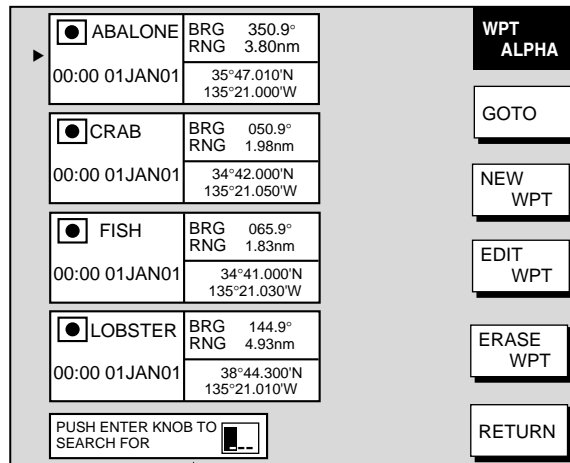 ABALONE
BRG 350.9°
RNG 3.80nm
00:00 01JAN01
35°47.010'N
135°21.000'W
CRAB
BRG 050.9°
RNG 1.98nm
00:00 01JAN01
34°42.000'N
135°21.050'W
FISH
BRG 065.9°
RNG 1.83nm
00:00 01JAN01
34°41.000'N
135°21.030'W
LOBSTER
BRG 144.9°
RNG 4.93nm
00:00 01JAN01
38°44.300'N
135°21.010'W
PUSH ENTER KNOB TO
SEARCH FOR
WPT
ALPHA
GOTO
NEW
WPT
EDIT
WPT
ERASE
WPT
RETURN